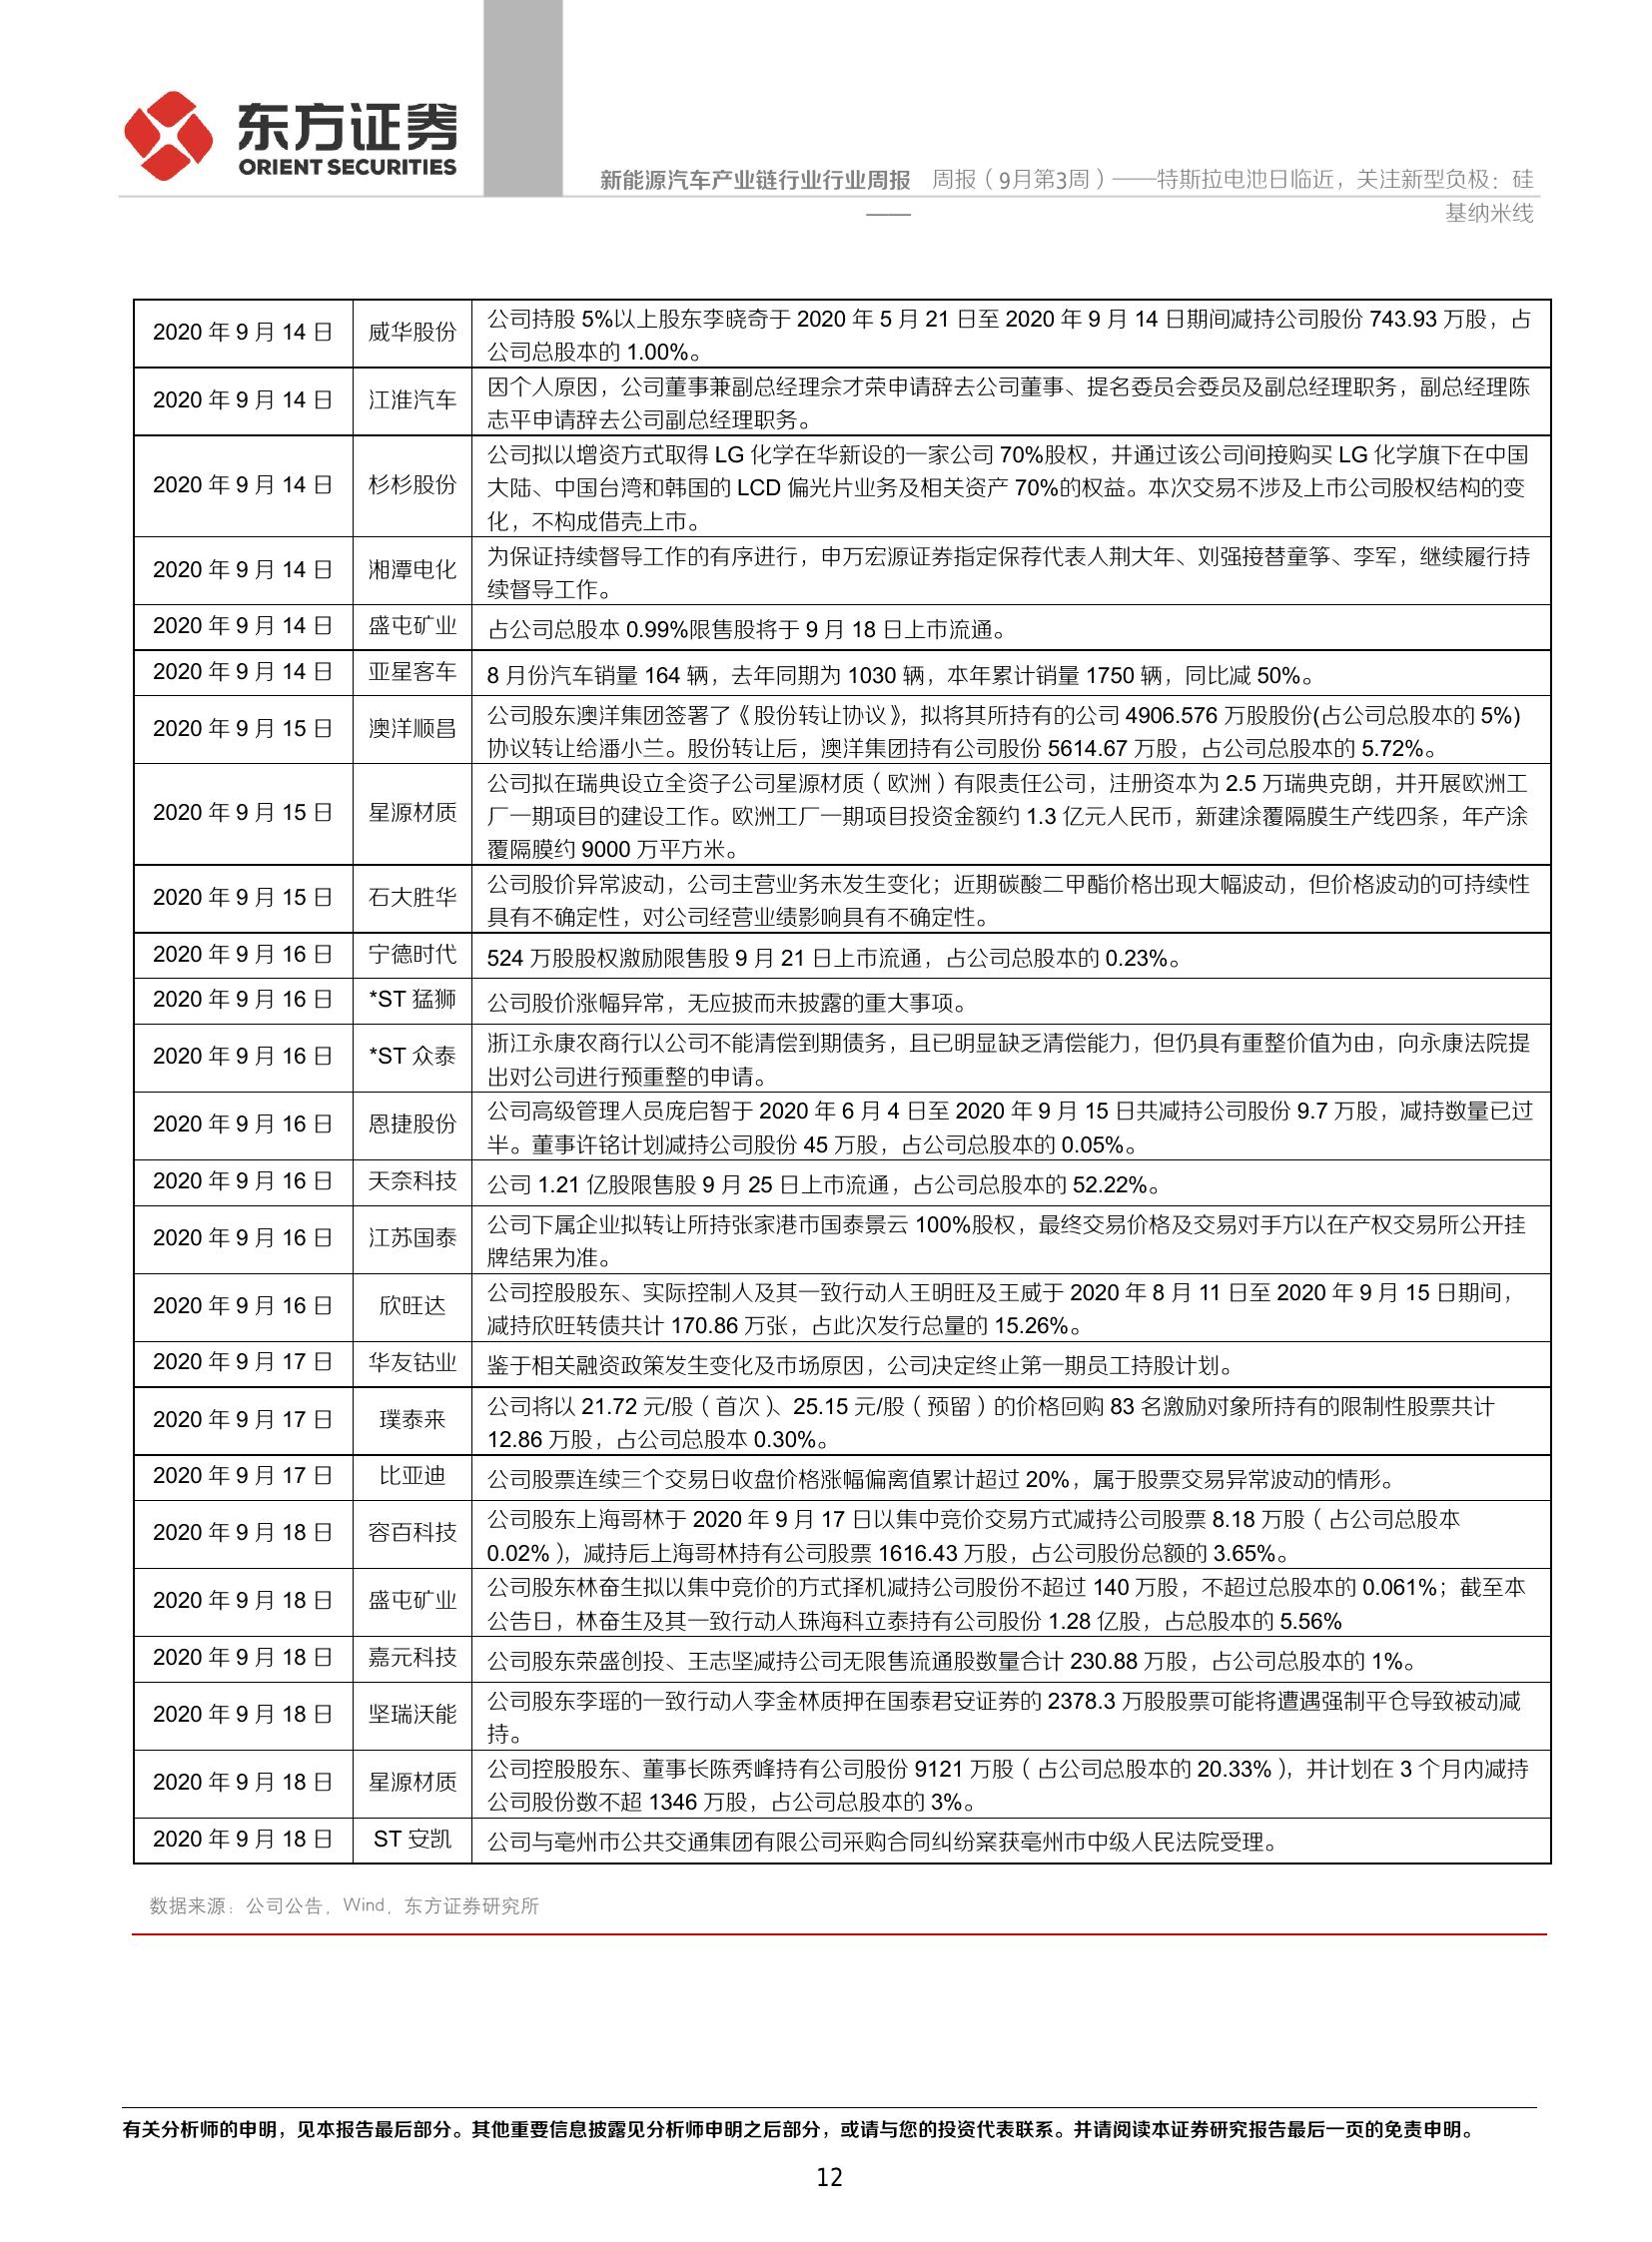 东方证券
ORIENT SECURITIES
新能源汽车产业链行业行业周报 周报（9月第3周）——特斯拉电池日临近，关注新型负极：硅
——
基纳米线
2020 年 9 月 14 日 威华股份 公司持股 5%以上股东李晓奇于 2020 年 5 月 21 日至 2020 年 9 月 14 日期间减持公司股份 743.93 万股，占
公司总股本的 1.00%。
2020 年 9 月 14 日 江淮汽车 因个人原因，公司董事兼副总经理佘才荣申请辞去公司董事、提名委员会委员及副总经理职务，副总经理陈
志平申请辞去公司副总经理职务。
2020 年 9 月 14 日 杉杉股份 公司拟以增资方式取得 LG 化学在华新设的一家公司 70%股权，并通过该公司间接购买 LG 化学旗下在中国
大陆、中国台湾和韩国的 LCD 偏光片业务及相关资产 70%的权益。本次交易不涉及上市公司股权结构的变
化，不构成借壳上市。
2020 年 9 月 14 日 湘潭电化 为保证持续督导工作的有序进行，申万宏源证券指定保荐代表人荆大年、刘强接替童筝、李军，继续履行持
续督导工作。
2020 年 9 月 14 日 盛屯矿业 占公司总股本 0.99%限售股将于 9 月 18 日上市流通。
2020 年 9 月 14 日 亚星客车 8 月份汽车销量 164 辆，去年同期为 1030 辆，本年累计销量 1750 辆，同比减 50%。
2020 年 9 月 15 日 澳洋顺昌 公司股东澳洋集团签署了《股份转让协议》，拟将其所持有的公司 4906.576 万股股份(占公司总股本的 5%)
协议转让给潘小兰。股份转让后，澳洋集团持有公司股份 5614.67 万股，占公司总股本的 5.72%。
2020 年 9 月 15 日 星源材质 公司拟在瑞典设立全资子公司星源材质（欧洲）有限责任公司，注册资本为 2.5 万瑞典克朗，并开展欧洲工
厂一期项目的建设工作。欧洲工厂一期项目投资金额约 1.3 亿元人民币，新建涂覆隔膜生产线四条，年产涂
覆隔膜约 9000 万平方米。
2020 年 9 月 15 日 石大胜华 公司股价异常波动，公司主营业务未发生变化；近期碳酸二甲酯价格出现大幅波动，但价格波动的可持续性
具有不确定性，对公司经营业绩影响具有不确定性。
2020 年 9 月 16 日 宁德时代 524 万股股权激励限售股 9 月 21 日上市流通，占公司总股本的 0.23%。
2020 年 9 月 16 日 *ST 猛狮 公司股价涨幅异常，无应披而未披露的重大事项。
2020 年 9 月 16 日 *ST 众泰 浙江永康农商行以公司不能清偿到期债务，且已明显缺乏清偿能力，但仍具有重整价值为由，向永康法院提
出对公司进行预重整的申请。
2020 年 9 月 16 日 恩捷股份 公司高级管理人员庞启智于 2020 年 6 月 4 日至 2020 年 9 月 15 日共减持公司股份 9.7 万股，减持数量已过
半。董事许铭计划减持公司股份 45 万股，占公司总股本的 0.05%。
2020 年 9 月 16 日 天奈科技 公司 1.21 亿股限售股 9 月 25 日上市流通，占公司总股本的 52.22%。
2020 年 9 月 16 日 江苏国泰 公司下属企业拟转让所持张家港市国泰景云 100%股权，最终交易价格及交易对手方以在产权交易所公开挂
牌结果为准。
2020 年 9 月 16 日 欣旺达 公司控股股东、实际控制人及其一致行动人王明旺及王威于 2020 年 8 月 11 日至 2020 年 9 月 15 日期间，
减持欣旺转债共计 170.86 万张，占此次发行总量的 15.26%。
2020 年 9 月 17 日 华友钴业 鉴于相关融资政策发生变化及市场原因，公司决定终止第一期员工持股计划。
2020 年 9 月 17 日 璞泰来 公司将以 21.72 元/股（首次）、25.15 元/股（预留）的价格回购 83 名激励对象所持有的限制性股票共计
12.86 万股，占公司总股本 0.30%。
2020 年 9 月 17 日 比亚迪 公司股票连续三个交易日收盘价格涨幅偏离值累计超过 20%，属于股票交易异常波动的情形。
2020 年 9 月 18 日 容百科技 公司股东上海哥林于 2020 年 9 月 17 日以集中竞价交易方式减持公司股票 8.18 万股（占公司总股本
0.02%），减持后上海哥林持有公司股票 1616.43 万股，占公司股份总额的 3.65%。
2020 年 9 月 18 日 盛屯矿业 公司股东林奋生拟以集中竞价的方式择机减持公司股份不超过 140 万股，不超过总股本的 0.061%；截至本
公告日，林奋生及其一致行动人珠海科立泰持有公司股份 1.28 亿股，占总股本的 5.56%
2020 年 9 月 18 日 嘉元科技 公司股东荣盛创投、王志坚减持公司无限售流通股数量合计 230.88 万股，占公司总股本的 1%。
2020 年 9 月 18 日 坚瑞沃能 公司股东李瑶的一致行动人李金林质押在国泰君安证券的 2378.3 万股股票可能将遭遇强制平仓导致被动减
持。
2020 年 9 月 18 日 星源材质 公司控股股东、董事长陈秀峰持有公司股份 9121 万股（占公司总股本的 20.33%），并计划在 3 个月内减持
公司股份数不超 1346 万股，占公司总股本的 3%。
2020 年 9 月 18 日 ST 安凯 公司与亳州市公共交通集团有限公司采购合同纠纷案获亳州市中级人民法院受理。
数据来源：公司公告，Wind，东方证券研究所
有关分析师的申明，见本报告最后部分。其他重要信息披露见分析师申明之后部分，或请与您的投资代表联系。并请阅读本证券研究报告最后一页的免责申明。
12